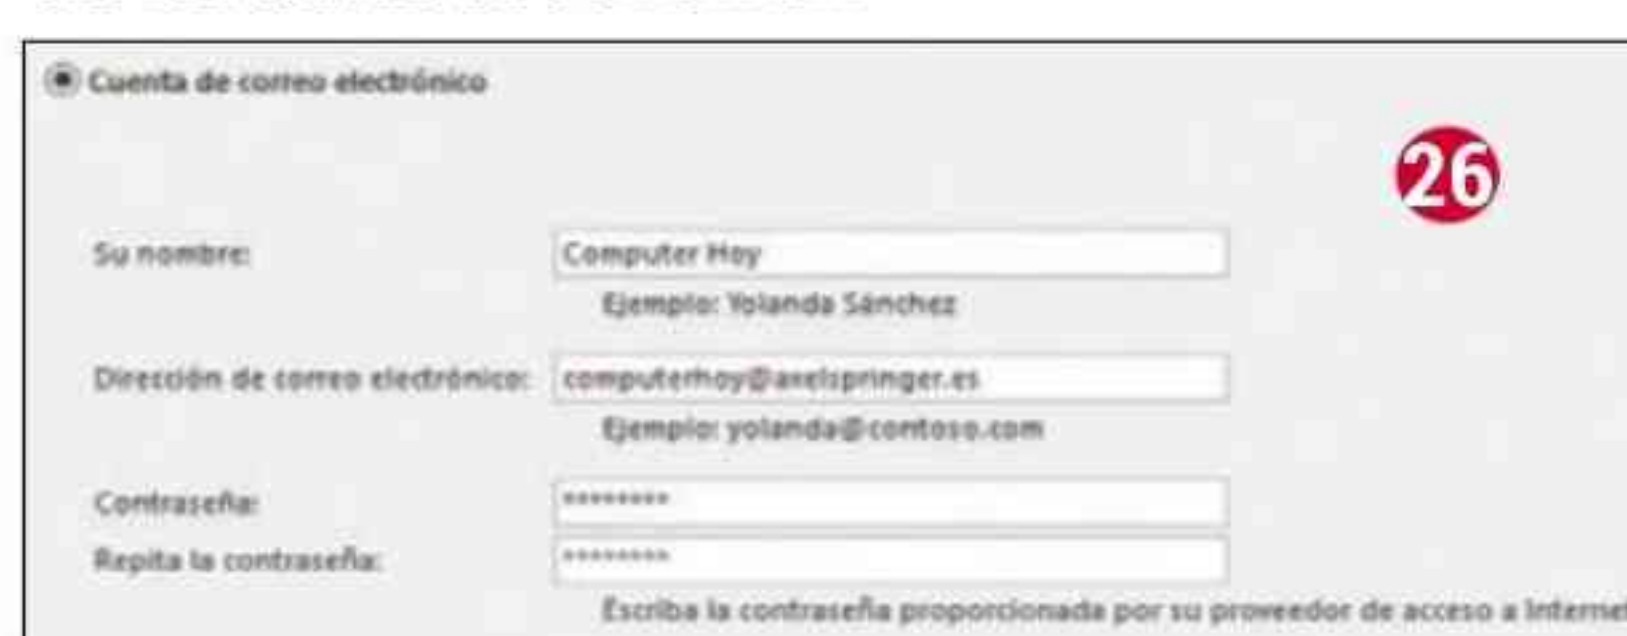 Cuenta de correo electrónico
26
Su nombre: Computer Hoy
Ejemplo: Yolanda Sánchez
Dirección de correo electrónico: computerhoy@axelspringer.es
Ejemplo: yolanda@contoso.com
Contraseña: ********
Repita la contraseña: ********
Escriba la contraseña proporcionada por su proveedor de acceso a Internet